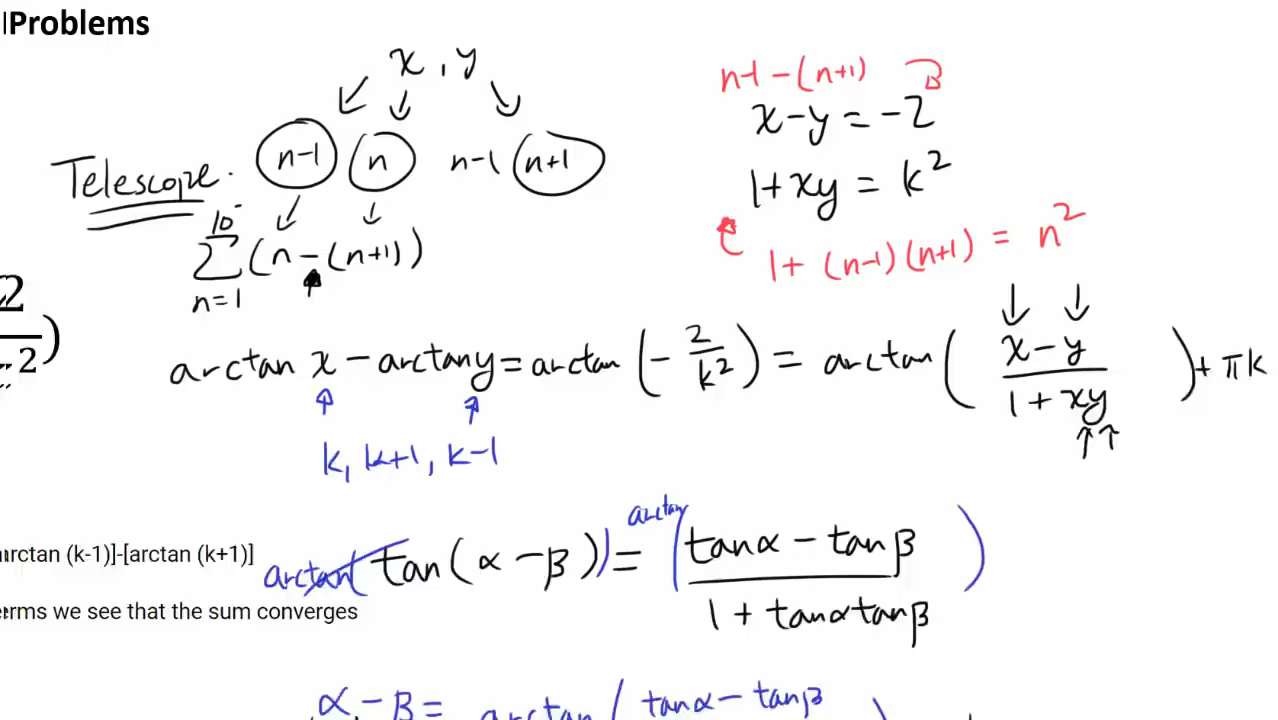 Problems
x , y
n-1 n n-1 n+1
Telescope.
10
∑ (n - (n+1))
n=1
n-1 - (n+1)
x-y = -2
1+xy = k²
1+ (n-1)(n+1) = n²
2
2)
arctan x - arctan y = arctan (- 2/k²) = arctan ( x-y / 1+xy ) + πk
k, k+1, k-1
arctan
arctan( tan(α-β)) = ( tanα - tanβ / 1 + tanα tanβ )
arctan (k-1)]-[arctan (k+1)]
erms we see that the sum converges
α - β = arctan ( tanα - tanβ )